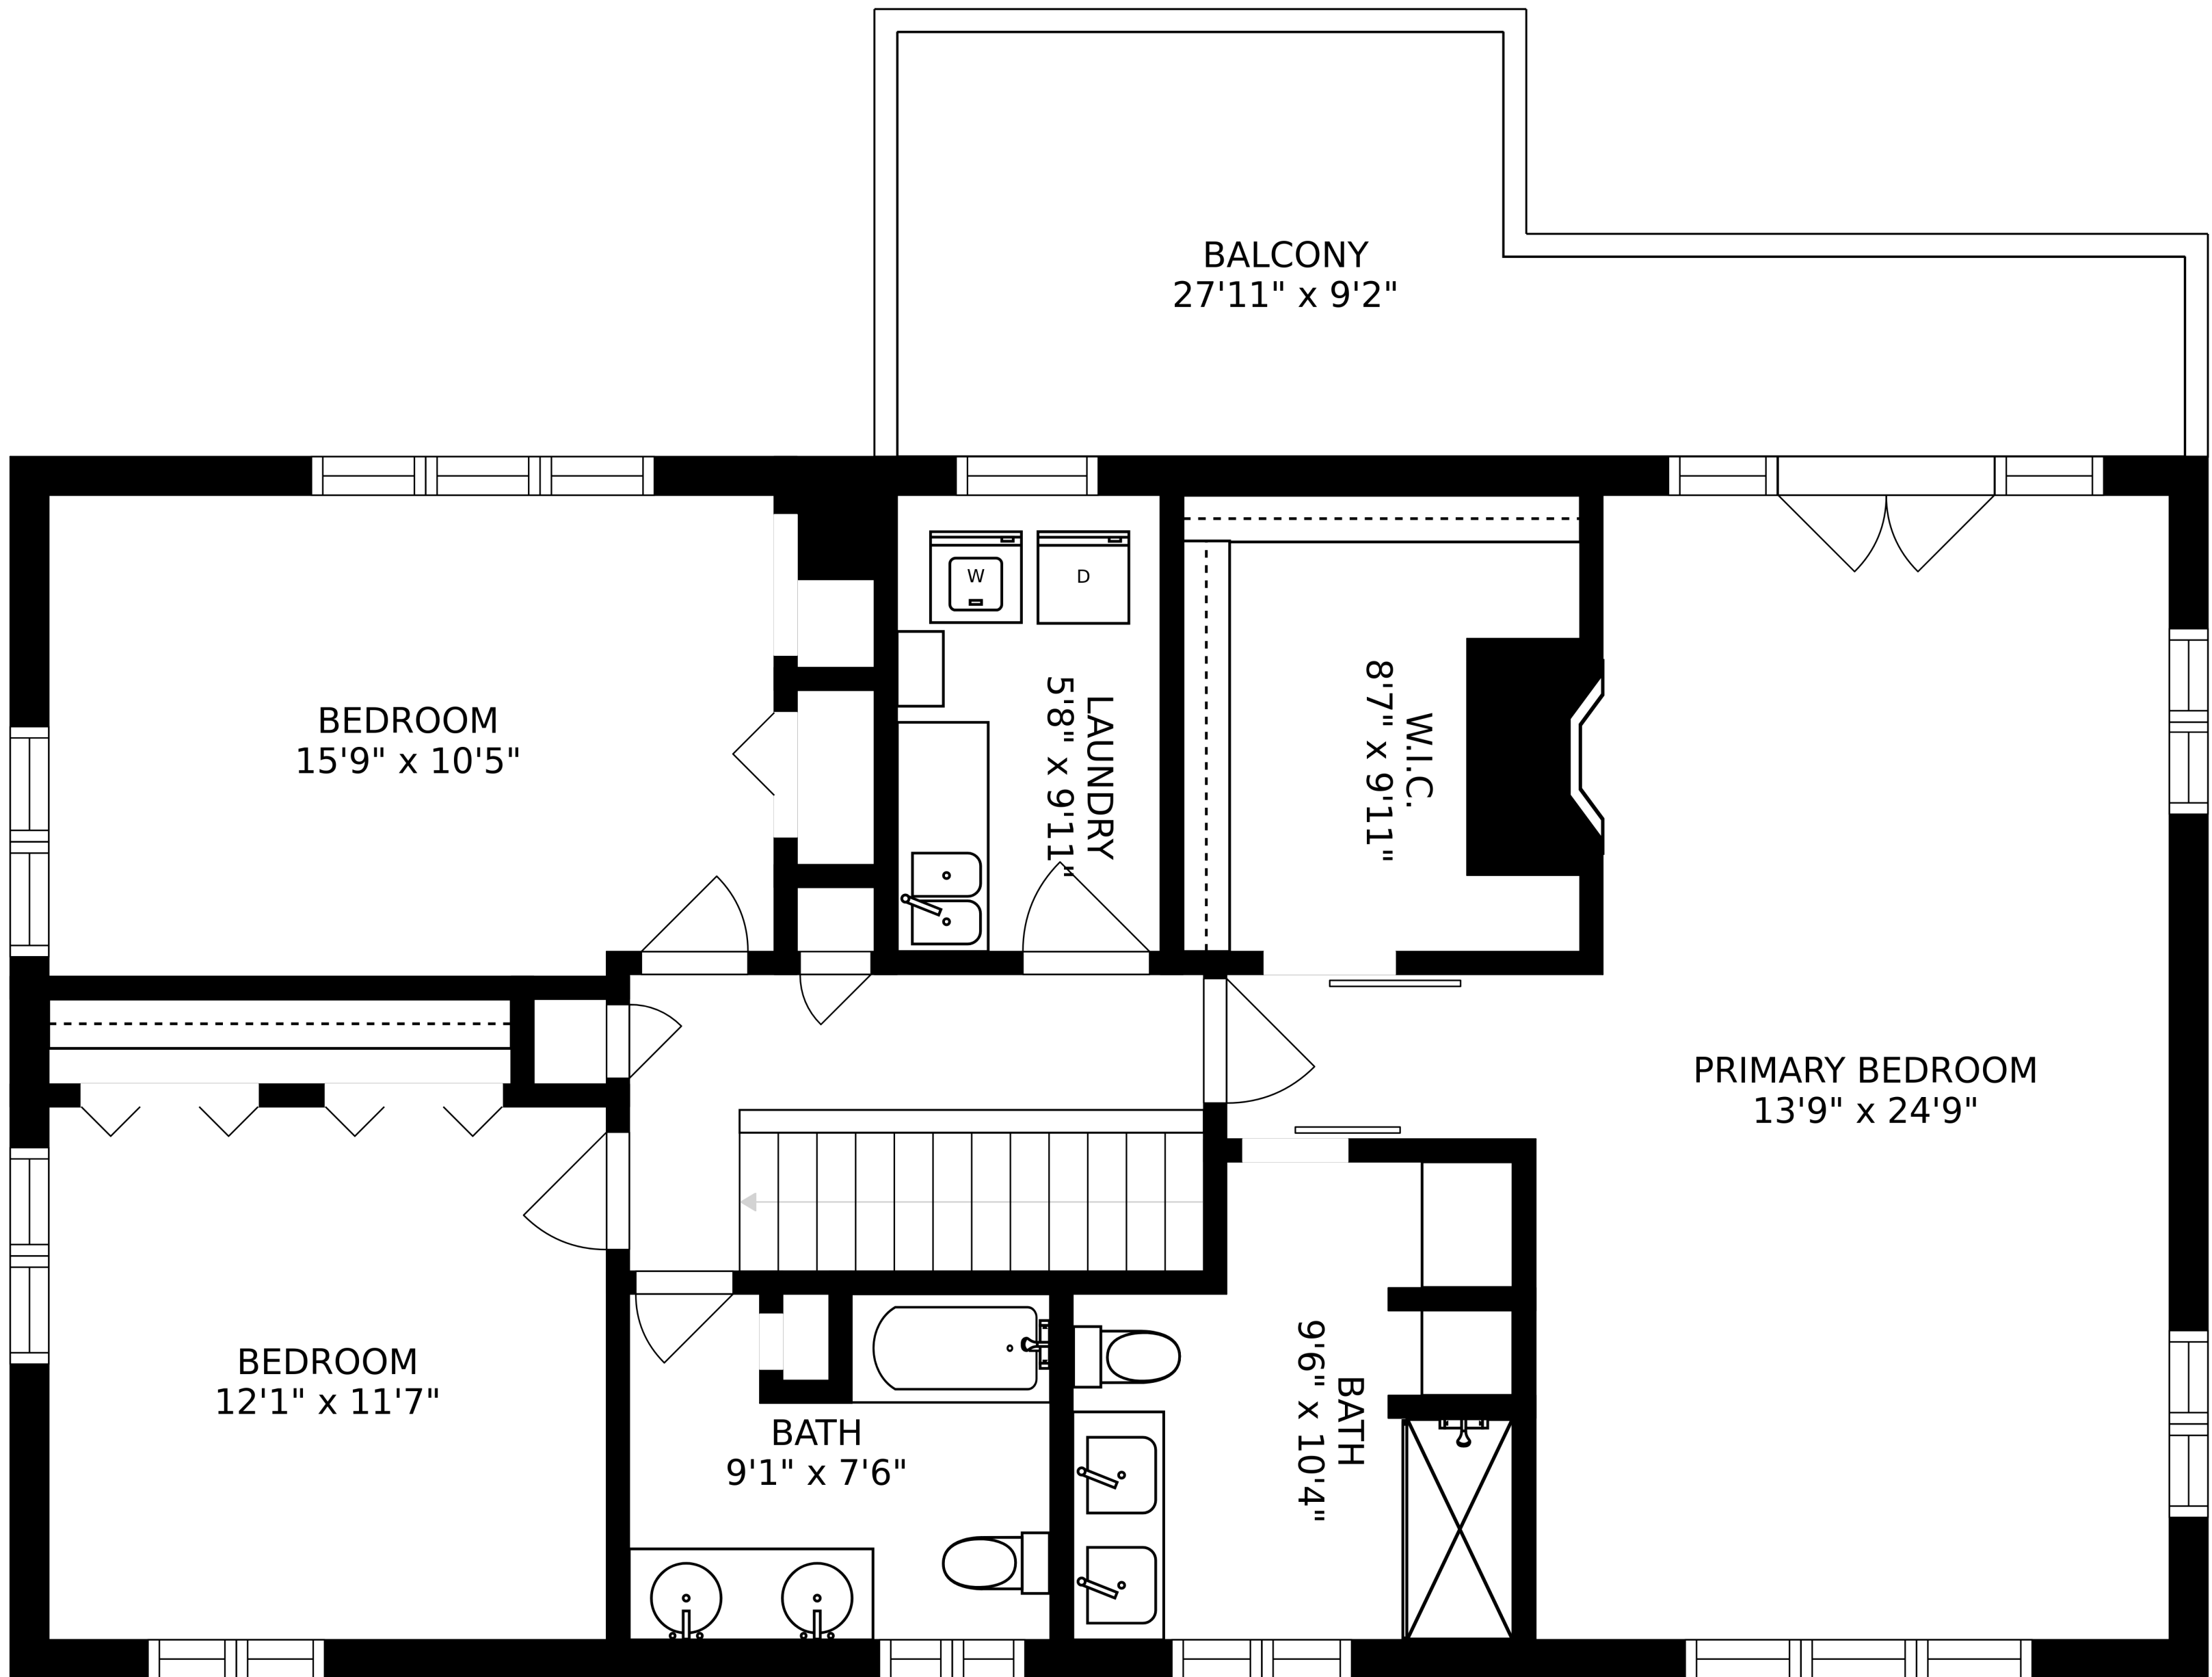 BALCONY
27'11" x 9'2"
W
D
BEDROOM
15'9" x 10'5"
LAUNDRY
5'8" x 9'11"
W.I.C.
8'7" x 9'11"
PRIMARY BEDROOM
13'9" x 24'9"
BEDROOM
12'1" x 11'7"
BATH
9'1" x 7'6"
BATH
9'6" x 10'4"